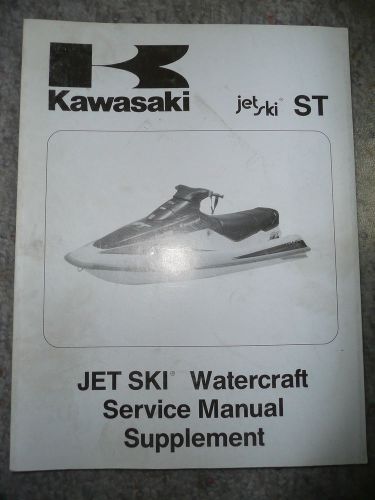 Kawasaki
jet ski® ST
JET SKI® Watercraft
Service Manual
Supplement